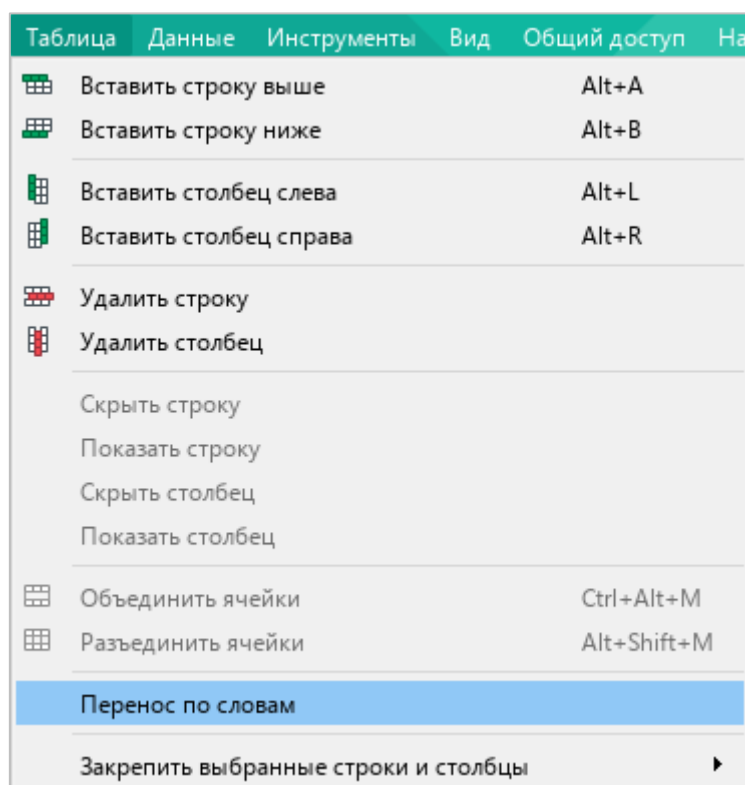 Таблица Данные Инструменты Вид Общий доступ На
Вставить строку выше Alt+A
Вставить строку ниже Alt+B
Вставить столбец слева Alt+L
Вставить столбец справа Alt+R
Удалить строку
Удалить столбец
Скрыть строку
Показать строку
Скрыть столбец
Показать столбец
Объединить ячейки Ctrl+Alt+M
Разъединить ячейки Alt+Shift+M
Перенос по словам
Закрепить выбранные строки и столбцы